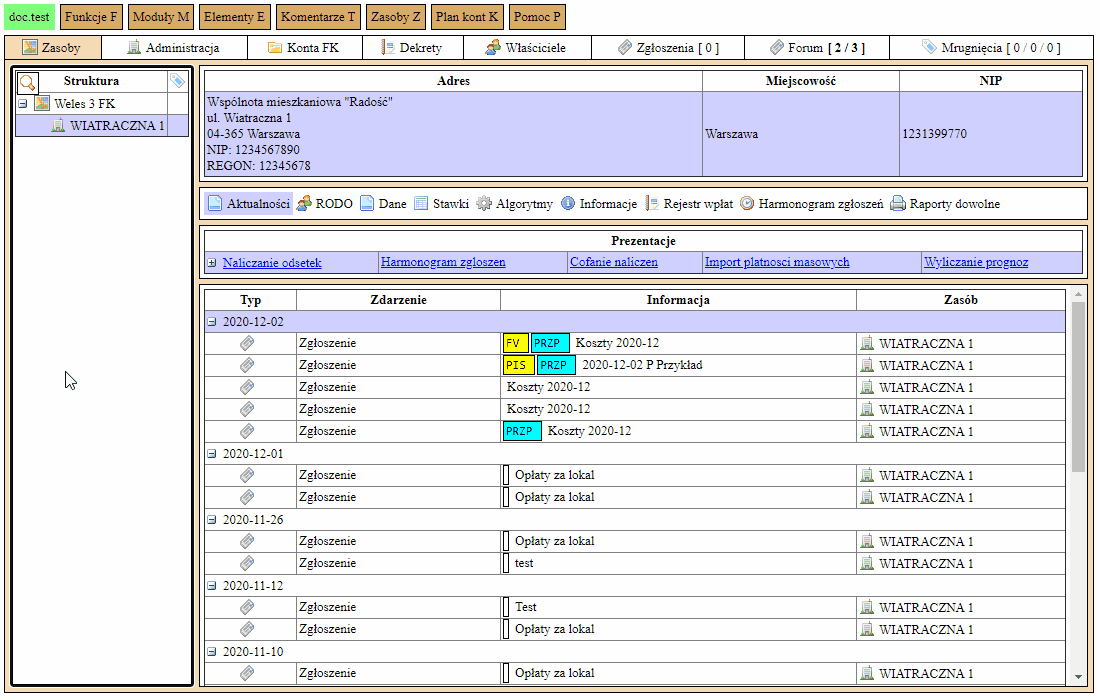 doc.test Funkcje F Moduły M Elementy E Komentarze T Zasoby Z Plan kont K Pomoc P
Zasoby Administracja Konta FK Dekrety Właściciele Zgłoszenia [ 0 ] Forum [ 2 / 3 ] Mrugnięcia [ 0 / 0 / 0 ]
Struktura
Weles 3 FK
WIATRACZNA 1
Adres Miejscowość NIP
Wspólnota mieszkaniowa "Radość"
ul. Wiatraczna 1
04-365 Warszawa
NIP: 1234567890
REGON: 12345678
Warszawa 1231399770
Aktualności RODO Dane Stawki Algorytmy Informacje Rejestr wpłat Harmonogram zgłoszeń Raporty dowolne
Prezentacje
Naliczanie odsetek Harmonogram zgloszen Cofanie naliczen Import platnosci masowych Wyliczanie prognoz
Typ Zdarzenie Informacja Zasób
2020-12-02
Zgłoszenie FV PRZP Koszty 2020-12 WIATRACZNA 1
Zgłoszenie PIS PRZP 2020-12-02 P Przykład WIATRACZNA 1
Zgłoszenie Koszty 2020-12 WIATRACZNA 1
Zgłoszenie Koszty 2020-12 WIATRACZNA 1
Zgłoszenie PRZP Koszty 2020-12 WIATRACZNA 1
2020-12-01
Zgłoszenie Opłaty za lokal WIATRACZNA 1
Zgłoszenie Opłaty za lokal WIATRACZNA 1
2020-11-26
Zgłoszenie Opłaty za lokal WIATRACZNA 1
Zgłoszenie test WIATRACZNA 1
2020-11-12
Zgłoszenie Test WIATRACZNA 1
Zgłoszenie Opłaty za lokal WIATRACZNA 1
2020-11-10
Zgłoszenie Opłaty za lokal WIATRACZNA 1